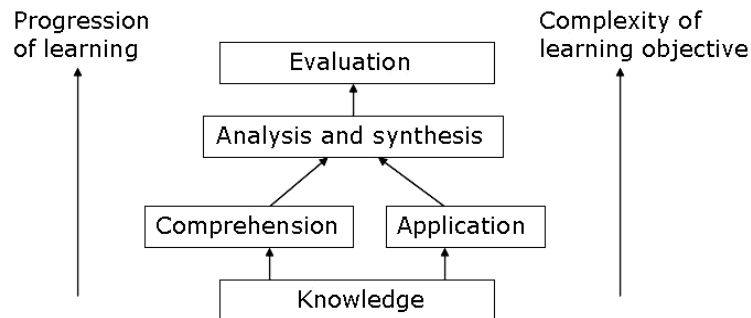 Progression
of learning
Complexity of
learning objective
Evaluation
Analysis and synthesis
Comprehension
Application
Knowledge